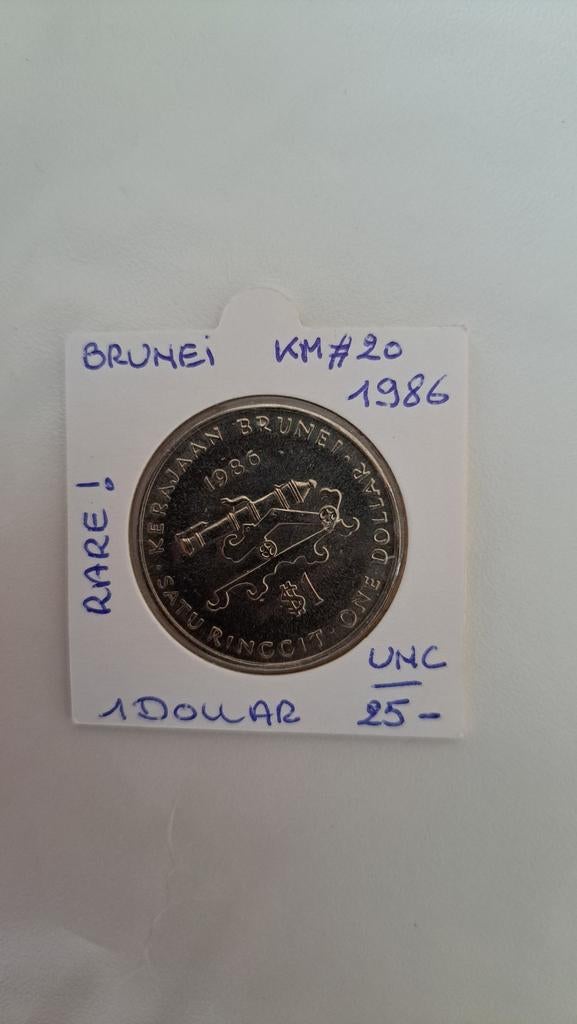 BRUNEi KM#20
1986
RARE!
KERAJAAN BRUNEI
1986
$1
SATU RINGGIT · ONE DOLLAR
UNC
1 DOLLAR 25-